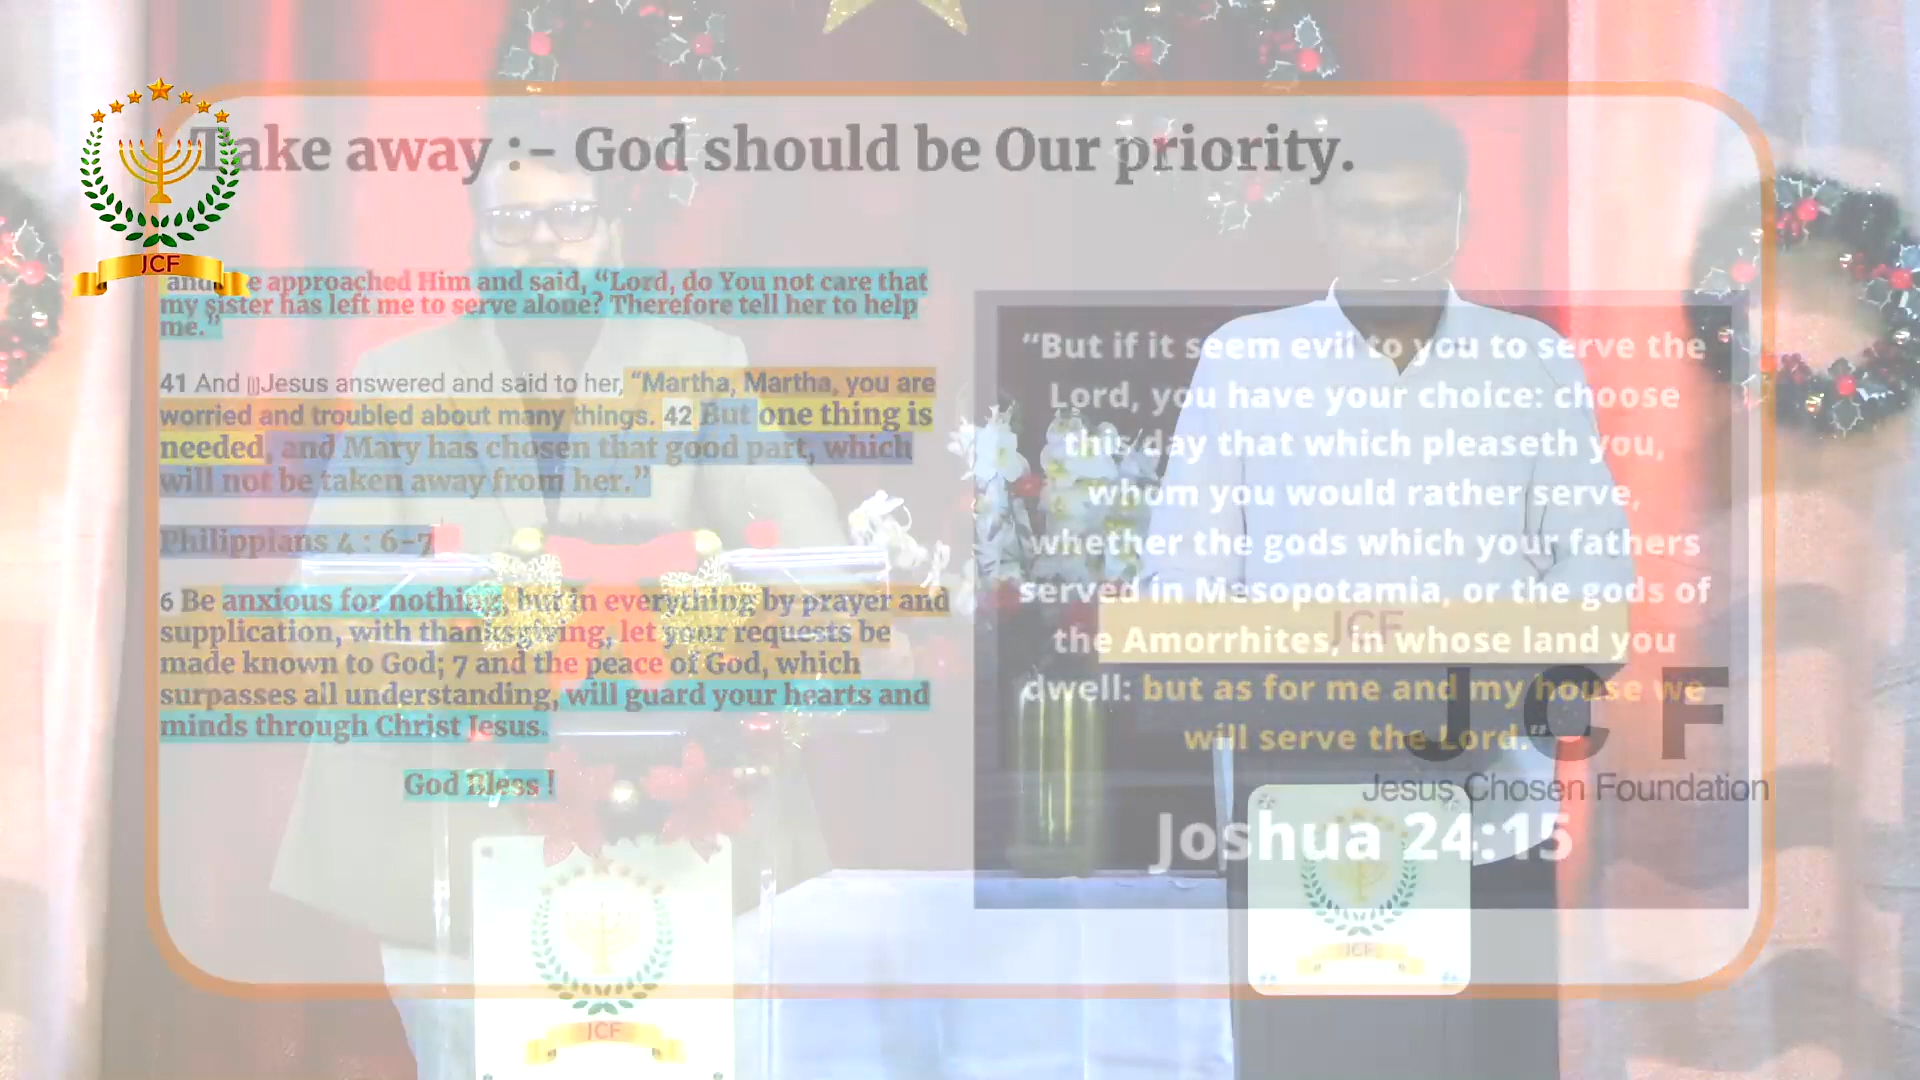 Take away :- God should be Our priority.
JCF
approached Him and said, “Lord, do You not care that
my sister has left me to serve alone? Therefore tell her to help
me.”
41 And Jesus answered and said to her, “Martha, Martha, you are
worried and troubled about many things. 42 But one thing is
needed, and Mary has chosen that good part, which
will not be taken away from her.”
Philippians 4 : 6-7
6 Be anxious for nothing, but in everything by prayer and
supplication, with thanksgiving, let your requests be
made known to God; 7 and the peace of God, which
surpasses all understanding, will guard your hearts and
minds through Christ Jesus.
God Bless !
“But if it seem evil to you to serve the
Lord, you have your choice: choose
this day that which pleaseth you,
whom you would rather serve,
whether the gods which your fathers
served in Mesopotamia, or the gods of
the Amorrhites, in whose land you
dwell: but as for me and my house we
will serve the Lord.”
Joshua 24:15
JCF
JCF
Jesus Chosen Foundation
JCF
JCF